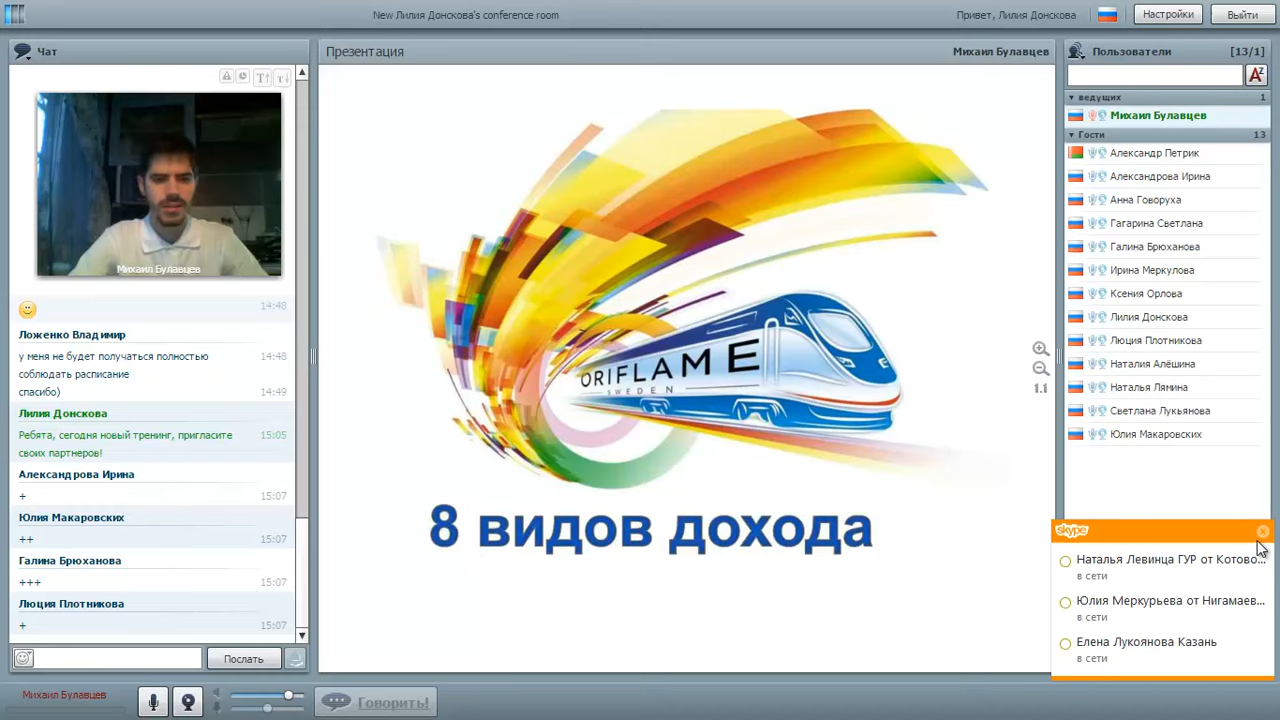 New Лилия Донскова's conference room
Привет, Лилия Донскова
Настройки
Выйти
Чат
Михаил Булавцев
14:48
Ложенко Владимир
у меня не будет получаться полностью 14:48
соблюдать расписание
спасибо) 14:49
Лилия Донскова
Ребята, сегодня новый тренинг, пригласите 15:05
своих партнеров!
Александрова Ирина
+ 15:07
Юлия Макаровских
++ 15:07
Галина Брюханова
+++ 15:07
Люция Плотникова
+ 15:07
Послать
Михаил Булавцев
Говорить!
Презентация
Михаил Булавцев
ORIFLAME
SWEDEN
8 видов дохода
1.1
Пользователи [13/1]
ведущих 1
Михаил Булавцев
Гости 13
Александр Петрик
Александрова Ирина
Анна Говоруха
Гагарина Светлана
Галина Брюханова
Ирина Меркулова
Ксения Орлова
Лилия Донскова
Люция Плотникова
Наталия Алёшина
Наталья Лямина
Светлана Лукьянова
Юлия Макаровских
skype
Наталья Левинца ГУР от Котово...
в сети
Юлия Меркурьева от Нигамаев...
в сети
Елена Лукоянова Казань
в сети